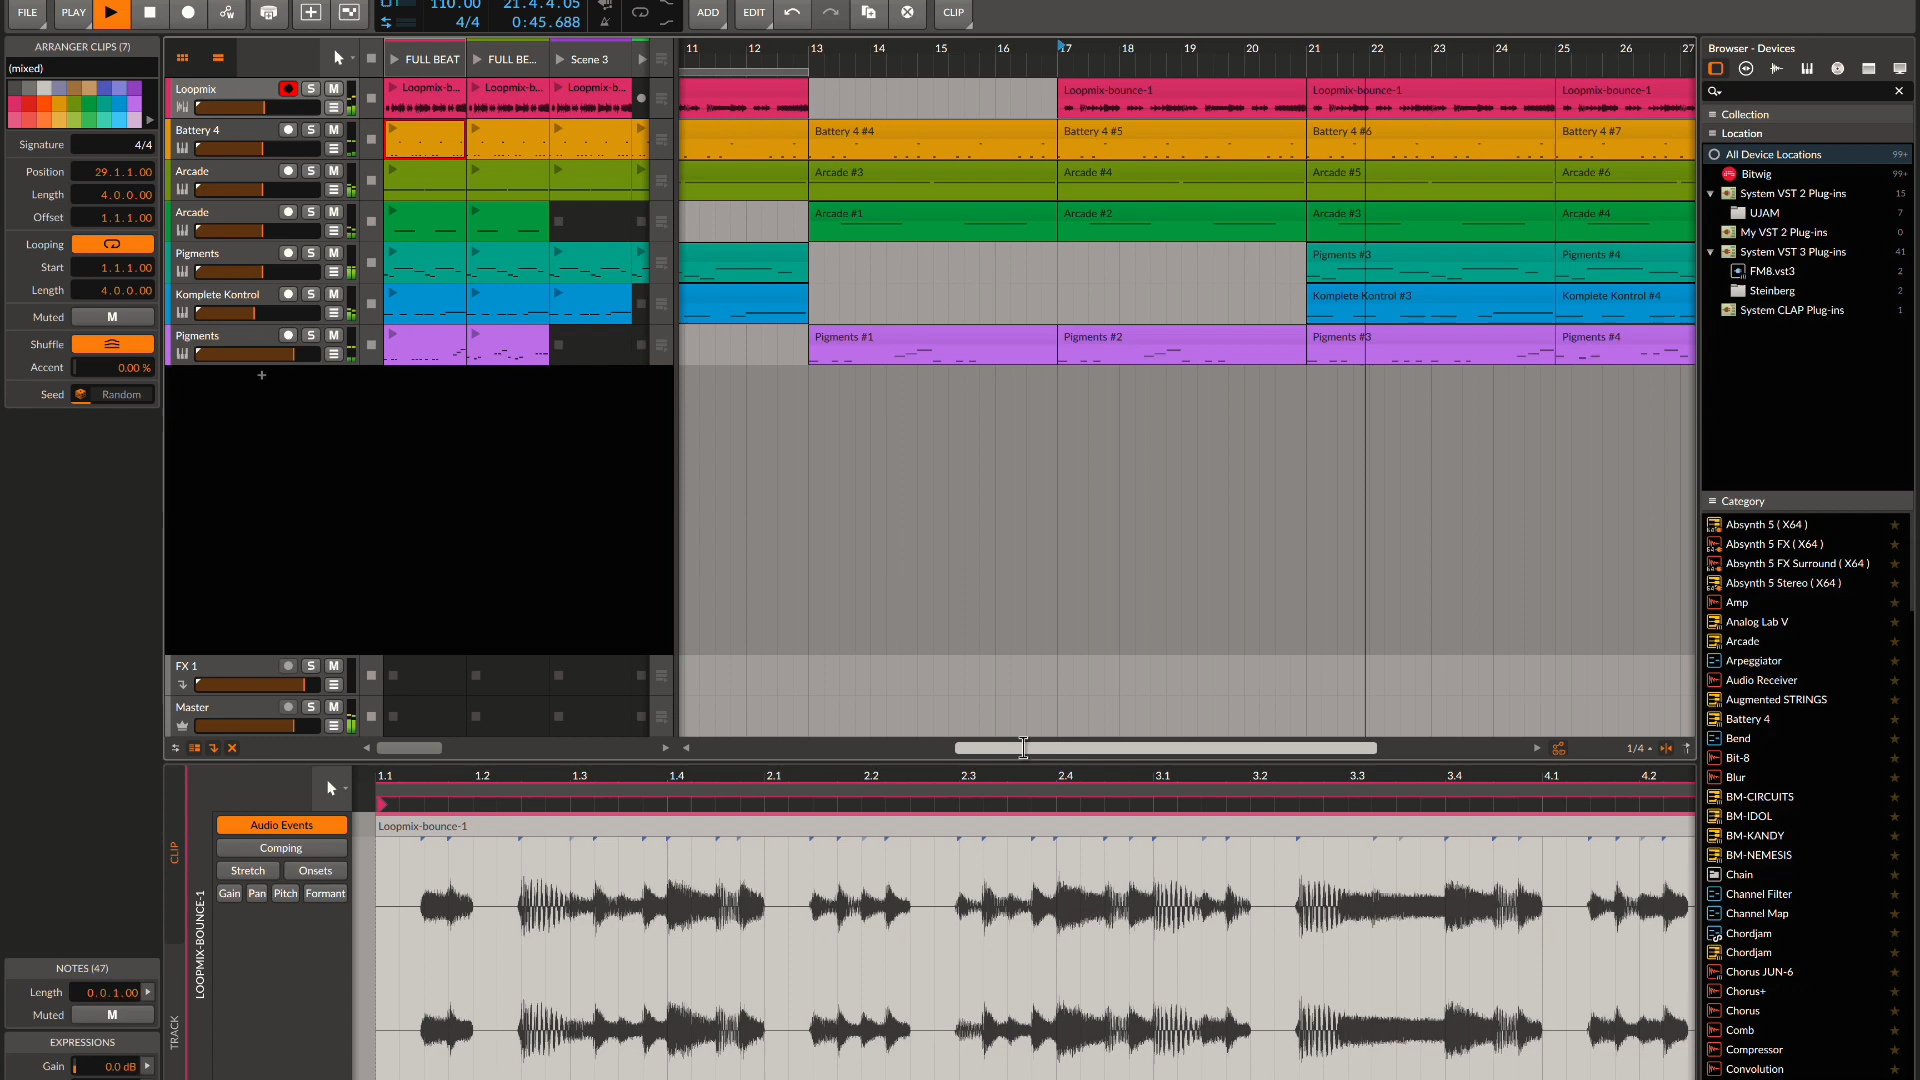 FILE PLAY 110.00 4/4 21.4.4.05 0:45.688 ADD EDIT CLIP
ARRANGER CLIPS (7)
(mixed)
Signature 4/4
Position 29.1.1.00
Length 4.0.0.00
Offset 1.1.1.00
Looping
Start 1.1.1.00
Length 4.0.0.00
Muted M
Shuffle
Accent 0.00 %
Seed Random
NOTES (47)
Length 0.0.1.00
Muted M
EXPRESSIONS
Gain 0.0 dB
FULL BEAT FULL BE... Scene 3
11 12 13 14 15 16 17 18 19 20 21 22 23 24 25 26 27
Loopmix S M Loopmix-b... Loopmix-b... Loopmix-b... Loopmix-bounce-1 Loopmix-bounce-1 Loopmix-bounce-1
Battery 4 S M Battery 4 #4 Battery 4 #5 Battery 4 #6 Battery 4 #7
Arcade S M Arcade #3 Arcade #4 Arcade #5 Arcade #6
Arcade S M Arcade #1 Arcade #2 Arcade #3 Arcade #4
Pigments S M Pigments #3 Pigments #4
Komplete Kontrol S M Komplete Kontrol #3 Komplete Kontrol #4
Pigments S M Pigments #1 Pigments #2 Pigments #3 Pigments #4
+
FX 1 S M
Master S M
1/4
1.1 1.2 1.3 1.4 2.1 2.2 2.3 2.4 3.1 3.2 3.3 3.4 4.1 4.2
CLIP
TRACK
LOOPMIX-BOUNCE-1
Audio Events
Comping
Stretch Onsets
Gain Pan Pitch Formant
Loopmix-bounce-1
Browser - Devices
Collection
Location
All Device Locations 99+
Bitwig 99+
System VST 2 Plug-ins 15
UJAM 7
My VST 2 Plug-ins 0
System VST 3 Plug-ins 41
FM8.vst3 2
Steinberg 2
System CLAP Plug-ins 1
Category
Absynth 5 ( X64 )
Absynth 5 FX ( X64 )
Absynth 5 FX Surround ( X64 )
Absynth 5 Stereo ( X64 )
Amp
Analog Lab V
Arcade
Arpeggiator
Audio Receiver
Augmented STRINGS
Battery 4
Bend
Bit-8
Blur
BM-CIRCUITS
BM-IDOL
BM-KANDY
BM-NEMESIS
Chain
Channel Filter
Channel Map
Chordjam
Chordjam
Chorus JUN-6
Chorus+
Chorus
Comb
Compressor
Convolution